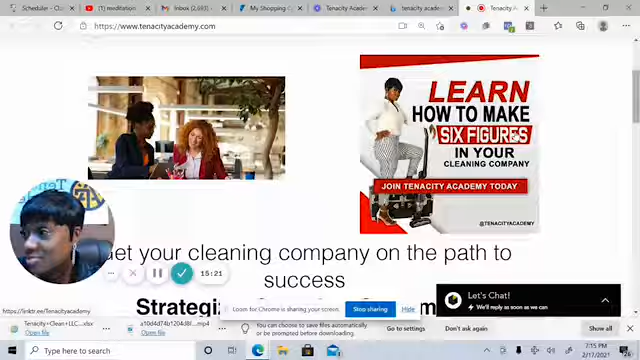 Scheduler - Cl
(1) meditation
Inbox (2,693)
My Shopping C
Tenacity Acade
tenacity acade
Tenacity A
https://www.tenacityacademy.com
LEARN
HOW TO MAKE
SIX FIGURES
IN YOUR
CLEANING COMPANY
JOIN TENACITY ACADEMY TODAY
@TENACITYACADEMY
et your cleaning company on the path to
success
15:21
Let's Chat!
We'll reply as soon as we can
https://linktr.ee/Tenacityacademy
Loom for Chrome is sharing your screen.
Stop sharing
Hide
Tenacity+Clean+LLC....xlsx
Open file
a10d4d74b1204d8i....mp4
Open file
You can choose to save files automatically
or be prompted before downloading.
Go to settings
Don't ask again
Show all
Type here to search
7:15 PM
2/17/2021